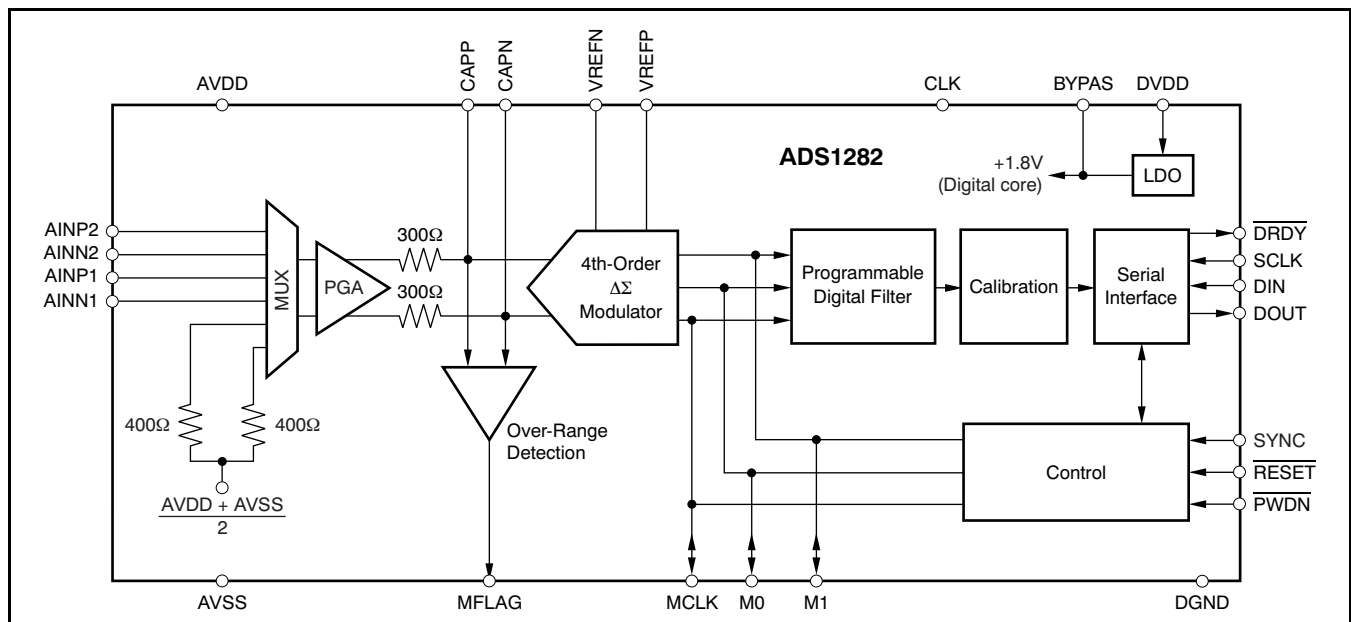 CAPP
CAPN
VREFN
VREFP
AVDD
CLK
BYPAS
DVDD
ADS1282
+1.8V
(Digital core)
LDO
AINP2
AINN2
AINP1
AINN1
MUX
PGA
300Ω
300Ω
4th-Order
ΔΣ
Modulator
Programmable
Digital Filter
Calibration
Serial
Interface
DRDY
SCLK
DIN
DOUT
400Ω
400Ω
AVDD + AVSS
2
Over-Range
Detection
Control
SYNC
RESET
PWDN
AVSS
MFLAG
MCLK
M0
M1
DGND